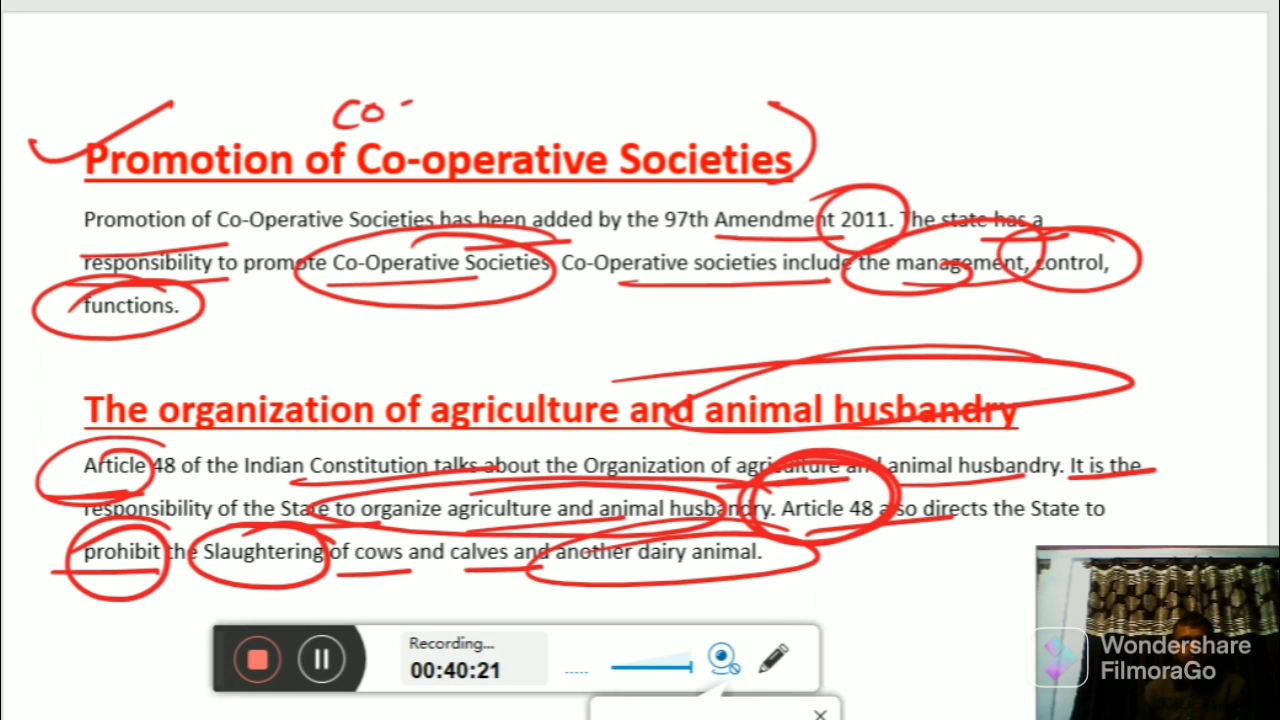 CO-
Promotion of Co-operative Societies
Promotion of Co-Operative Societies has been added by the 97th Amendment 2011. The state has a
responsibility to promote Co-Operative Societies. Co-Operative societies include the management, control,
functions.
The organization of agriculture and animal husbandry
Article 48 of the Indian Constitution talks about the Organization of agriculture and animal husbandry. It is the
responsibility of the State to organize agriculture and animal husbandry. Article 48 also directs the State to
prohibit the Slaughtering of cows and calves and another dairy animal.
Recording...
00:40:21
Wondershare
FilmoraGo